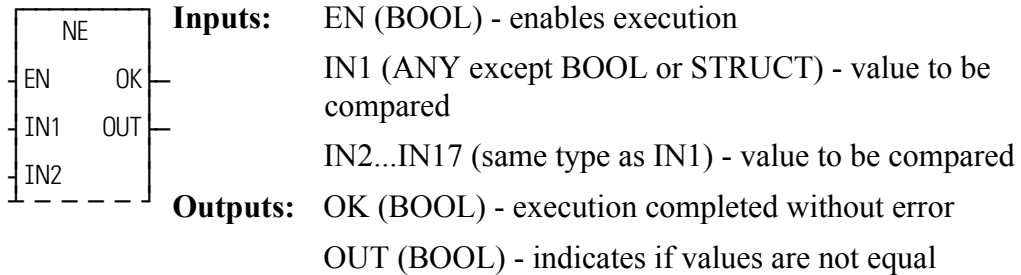 NE
EN OK
IN1 OUT
IN2
Inputs: EN (BOOL) - enables execution
IN1 (ANY except BOOL or STRUCT) - value to be
compared
IN2...IN17 (same type as IN1) - value to be compared
Outputs: OK (BOOL) - execution completed without error
OUT (BOOL) - indicates if values are not equal